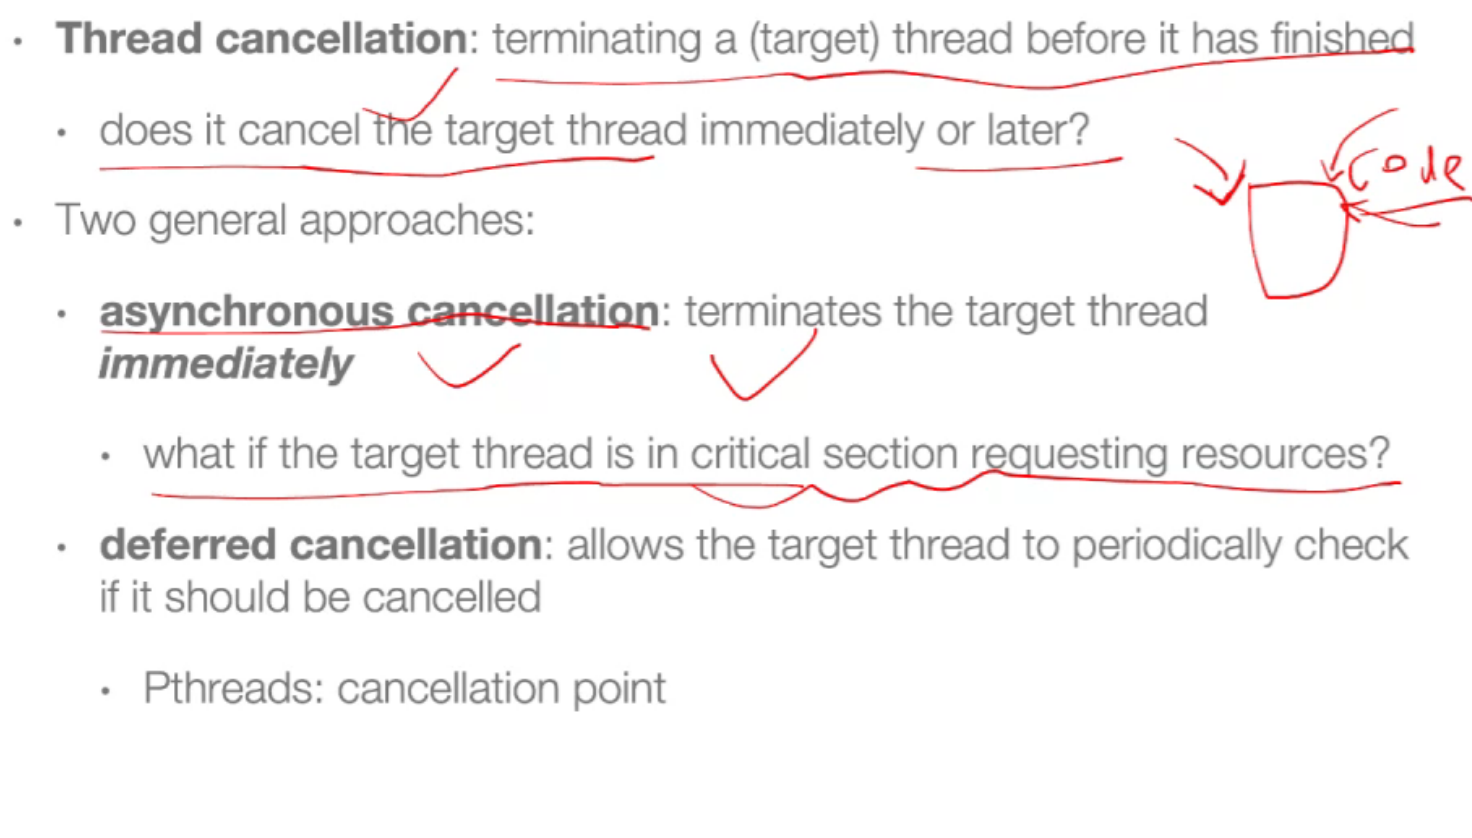 • Thread cancellation: terminating a (target) thread before it has finished
• does it cancel the target thread immediately or later?
Code
• Two general approaches:
• asynchronous cancellation: terminates the target thread
immediately
• what if the target thread is in critical section requesting resources?
• deferred cancellation: allows the target thread to periodically check
if it should be cancelled
• Pthreads: cancellation point